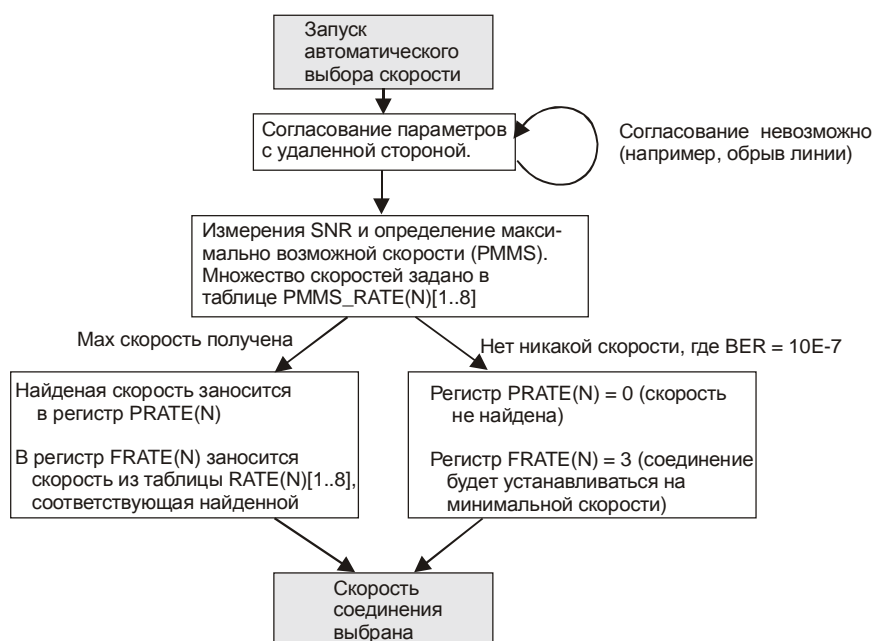 Запуск
автоматического
выбора скорости
Согласование параметров
с удаленной стороной.
Согласование невозможно
(например, обрыв линии)
Измерения SNR и определение макси-
мально возможной скорости (PMMS).
Множество скоростей задано в
таблице PMMS_RATE(N)[1..8]
Мах скорость получена
Нет никакой скорости, где BER = 10E-7
Найденая скорость заносится
в регистр PRATE(N)
В регистр FRATE(N) заносится
скорость из таблицы RATE(N)[1..8],
соответствующая найденной
Регистр PRATE(N) = 0 (скорость
не найдена)
Регистр FRATE(N) = 3 (соединение
будет устанавливаться на
минимальной скорости)
Скорость
соединения
выбрана